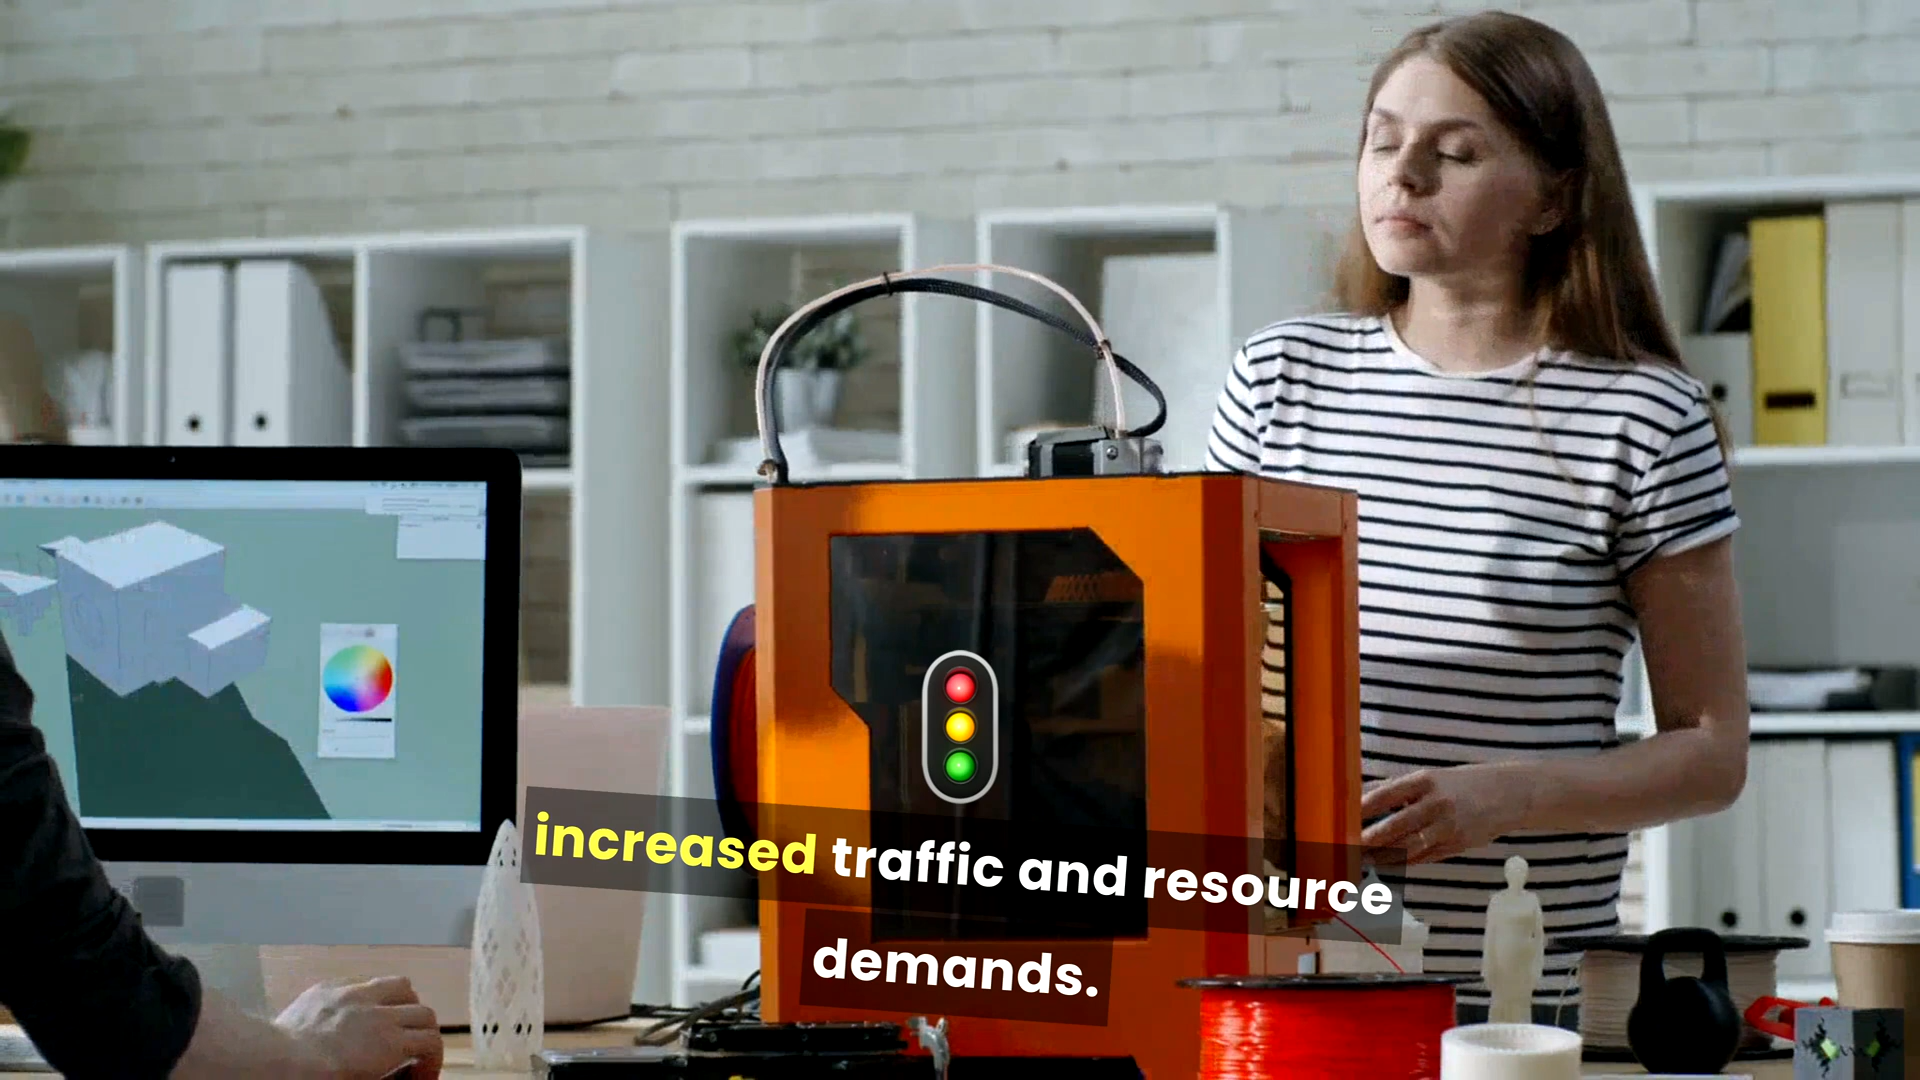 increased traffic and resource
demands.